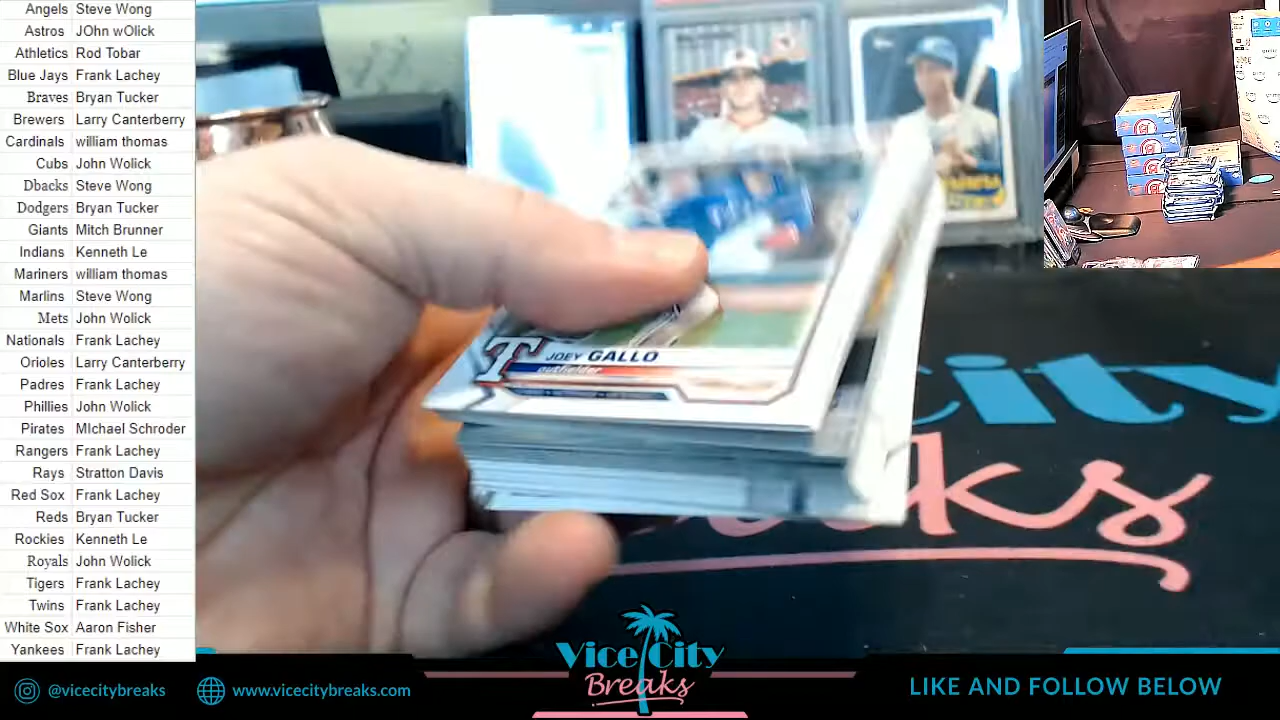 Angels Steve Wong
Astros JOhn wOlick
Athletics Rod Tobar
Blue Jays Frank Lachey
Braves Bryan Tucker
Brewers Larry Canterberry
Cardinals william thomas
Cubs John Wolick
Dbacks Steve Wong
Dodgers Bryan Tucker
Giants Mitch Brunner
Indians Kenneth Le
Mariners william thomas
Marlins Steve Wong
Mets John Wolick
Nationals Frank Lachey
Orioles Larry Canterberry
Padres Frank Lachey
Phillies John Wolick
Pirates MIchael Schroder
Rangers Frank Lachey
Rays Stratton Davis
Red Sox Frank Lachey
Reds Bryan Tucker
Rockies Kenneth Le
Royals John Wolick
Tigers Frank Lachey
Twins Frank Lachey
White Sox Aaron Fisher
Yankees Frank Lachey
T JOEY GALLO
outfielder
City
@vicecitybreaks
www.vicecitybreaks.com
Vice City
Breaks
LIKE AND FOLLOW BELOW